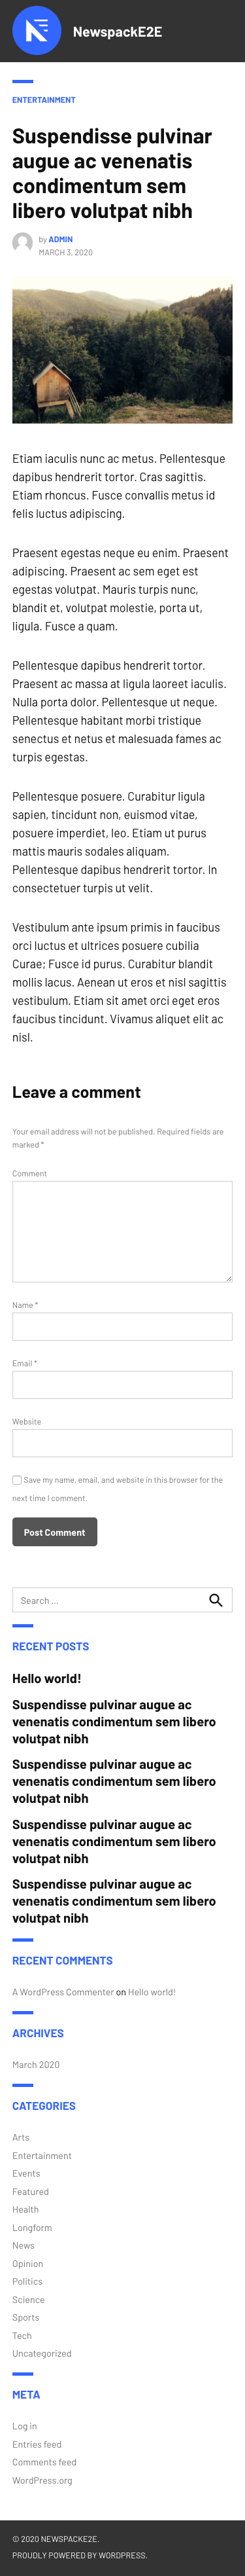 NewspackE2E
ENTERTAINMENT
Suspendisse pulvinar
augue ac venenatis
condimentum sem
libero volutpat nibh
by ADMIN
MARCH 3, 2020
Etiam iaculis nunc ac metus. Pellentesque
dapibus hendrerit tortor. Cras sagittis.
Etiam rhoncus. Fusce convallis metus id
felis luctus adipiscing.
Praesent egestas neque eu enim. Praesent
adipiscing. Praesent ac sem eget est
egestas volutpat. Mauris turpis nunc,
blandit et, volutpat molestie, porta ut,
ligula. Fusce a quam.
Pellentesque dapibus hendrerit tortor.
Praesent ac massa at ligula laoreet iaculis.
Nulla porta dolor. Pellentesque ut neque.
Pellentesque habitant morbi tristique
senectus et netus et malesuada fames ac
turpis egestas.
Pellentesque posuere. Curabitur ligula
sapien, tincidunt non, euismod vitae,
posuere imperdiet, leo. Etiam ut purus
mattis mauris sodales aliquam.
Pellentesque dapibus hendrerit tortor. In
consectetuer turpis ut velit.
Vestibulum ante ipsum primis in faucibus
orci luctus et ultrices posuere cubilia
Curae; Fusce id purus. Curabitur blandit
mollis lacus. Aenean ut eros et nisl sagittis
vestibulum. Etiam sit amet orci eget eros
faucibus tincidunt. Vivamus aliquet elit ac
nisl.
Leave a comment
Your email address will not be published. Required fields are
marked *
Comment
Name *
Email *
Website
Save my name, email, and website in this browser for the
next time I comment.
Post Comment
Search …
RECENT POSTS
Hello world!
Suspendisse pulvinar augue ac
venenatis condimentum sem libero
volutpat nibh
Suspendisse pulvinar augue ac
venenatis condimentum sem libero
volutpat nibh
Suspendisse pulvinar augue ac
venenatis condimentum sem libero
volutpat nibh
Suspendisse pulvinar augue ac
venenatis condimentum sem libero
volutpat nibh
RECENT COMMENTS
A WordPress Commenter on Hello world!
ARCHIVES
March 2020
CATEGORIES
Arts
Entertainment
Events
Featured
Health
Longform
News
Opinion
Politics
Science
Sports
Tech
Uncategorized
META
Log in
Entries feed
Comments feed
WordPress.org
© 2020 NEWSPACKE2E.
PROUDLY POWERED BY WORDPRESS.